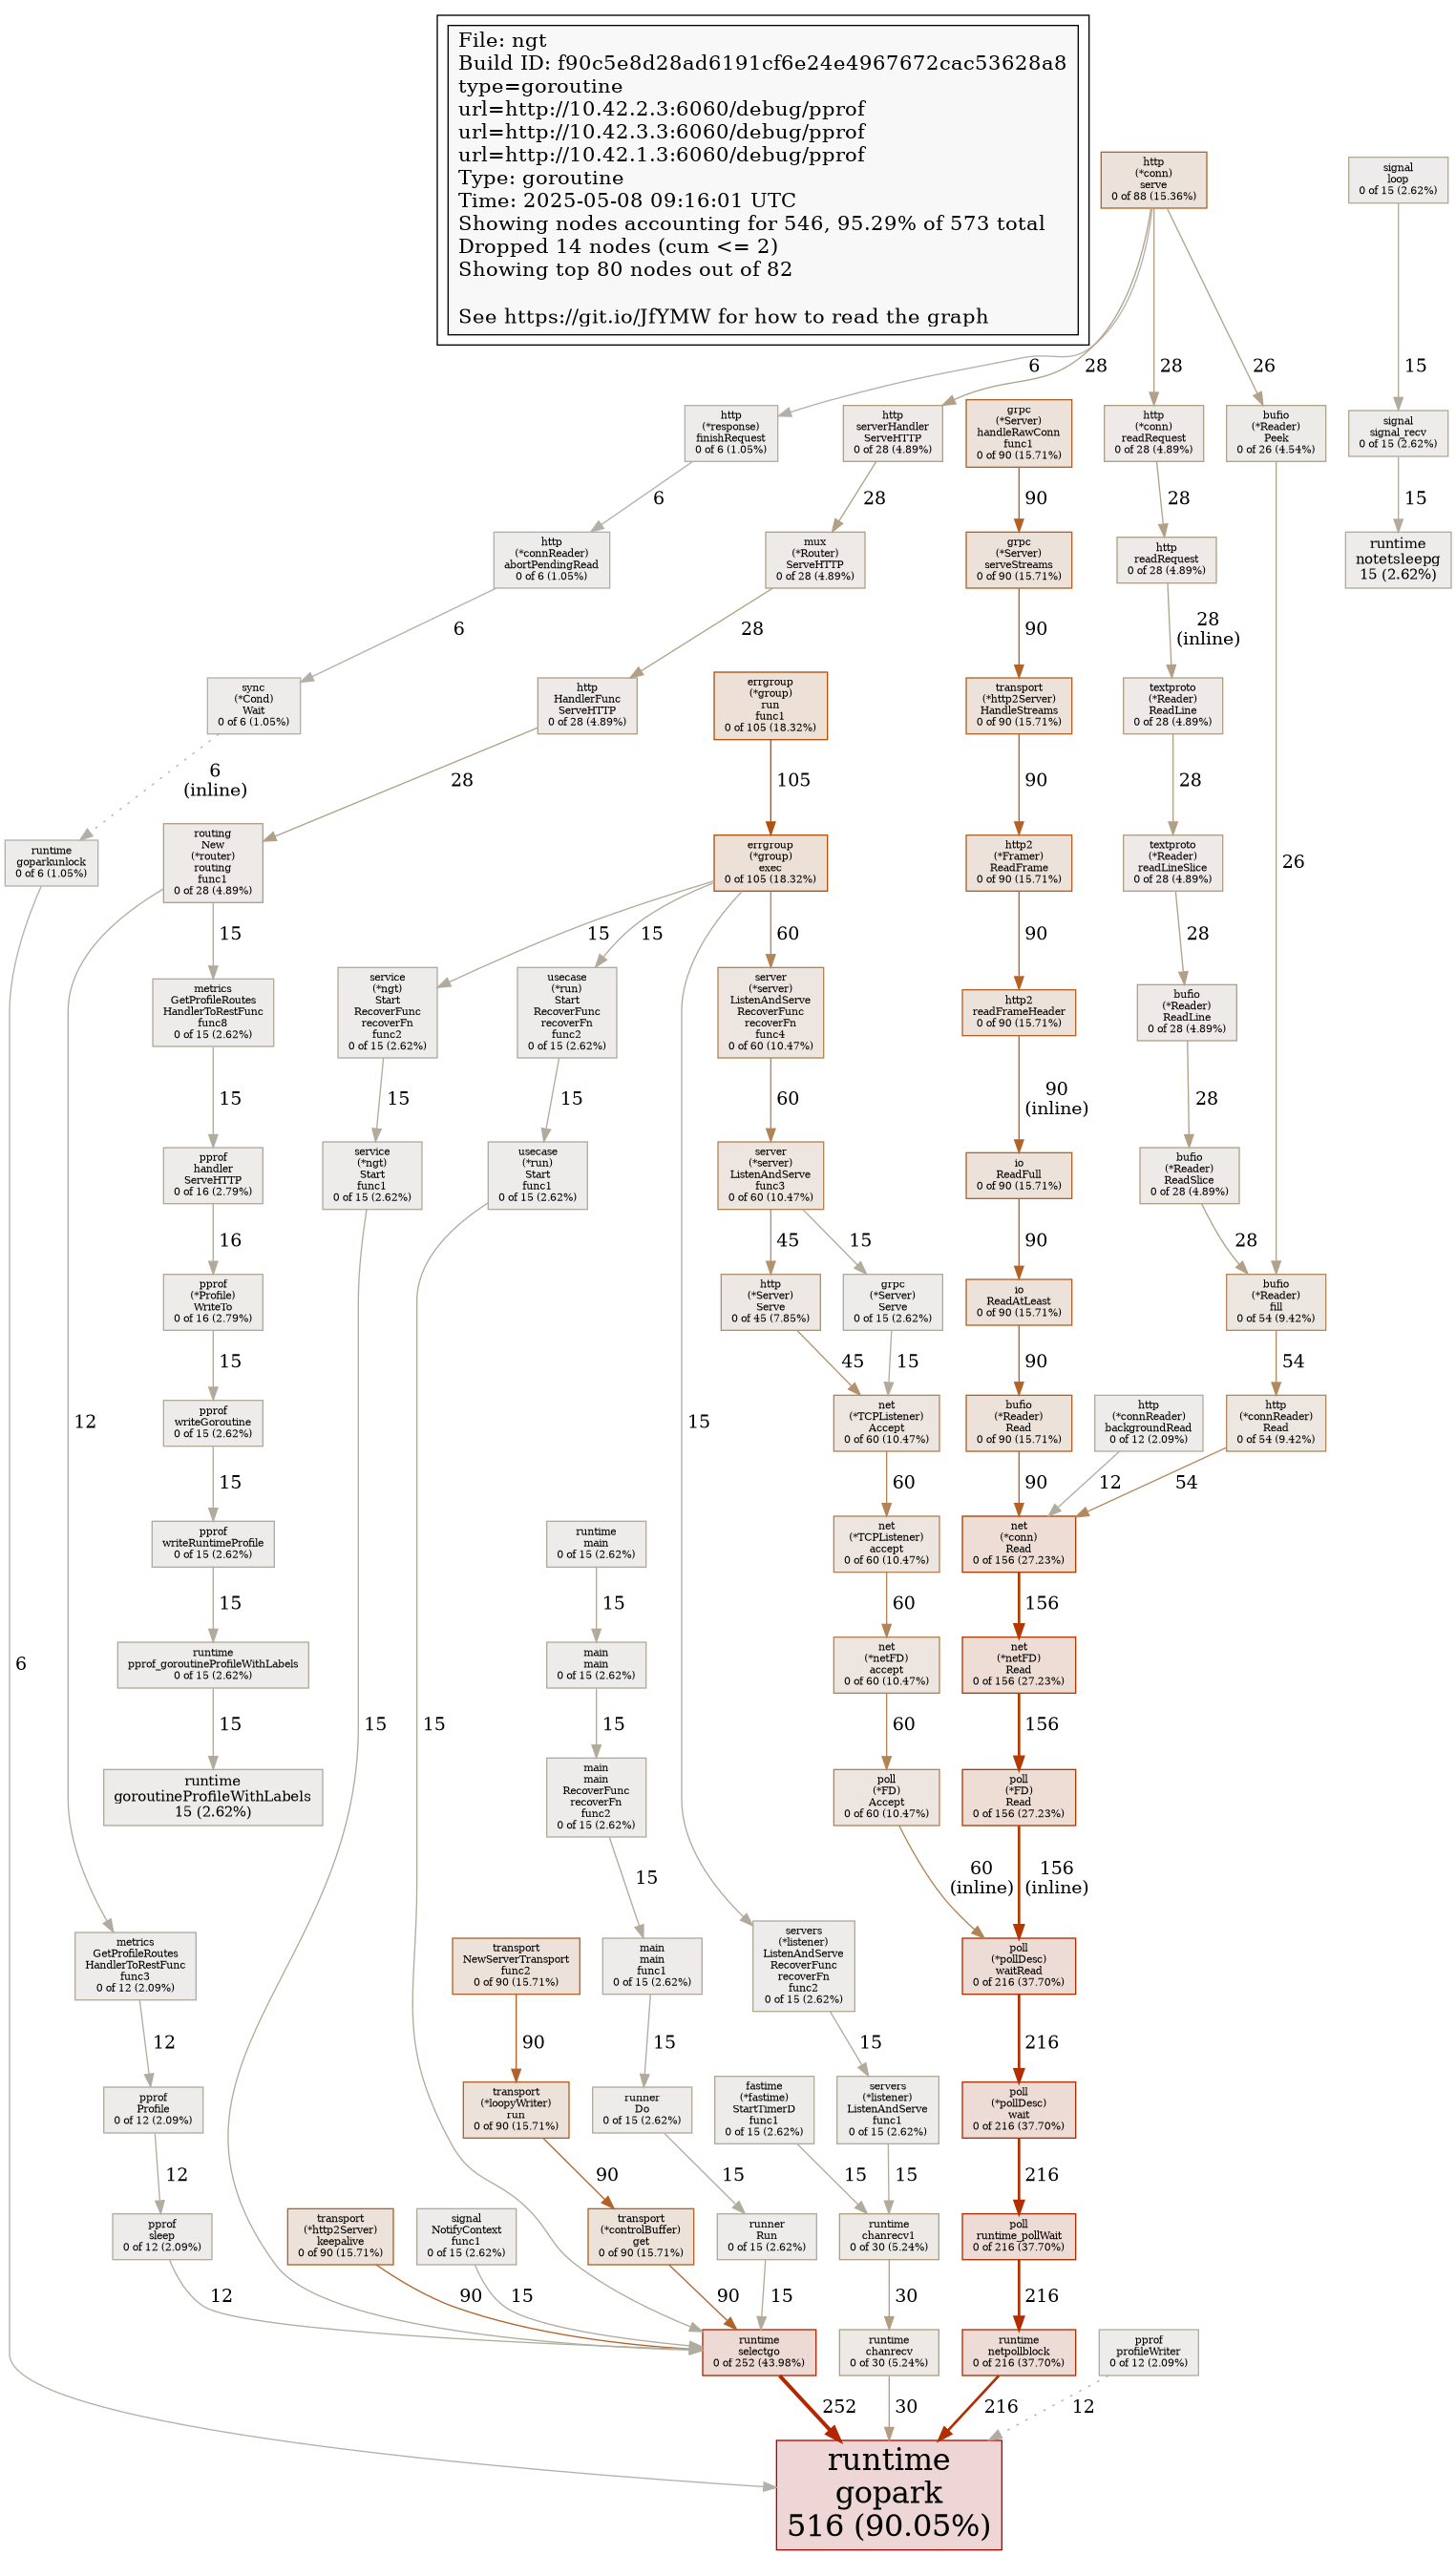 File: ngt
Build ID: f90c5e8d28ad6191cf6e24e4967672cac53628a8
type=goroutine
url=http://10.42.2.3:6060/debug/pprof
url=http://10.42.3.3:6060/debug/pprof
url=http://10.42.1.3:6060/debug/pprof
Type: goroutine
Time: 2025-05-08 09:16:01 UTC
Showing nodes accounting for 546, 95.29% of 573 total
Dropped 14 nodes (cum <= 2)
Showing top 80 nodes out of 82
See https://git.io/JfYMW for how to read the graph
http
(*conn)
serve
0 of 88 (15.36%)
signal
loop
0 of 15 (2.62%)
6
28
28
26
15
http
(*response)
finishRequest
0 of 6 (1.05%)
http
serverHandler
ServeHTTP
0 of 28 (4.89%)
grpc
(*Server)
handleRawConn
func1
0 of 90 (15.71%)
http
(*conn)
readRequest
0 of 28 (4.89%)
bufio
(*Reader)
Peek
0 of 26 (4.54%)
signal
signal_recv
0 of 15 (2.62%)
6
28
90
28
15
http
(*connReader)
abortPendingRead
0 of 6 (1.05%)
mux
(*Router)
ServeHTTP
0 of 28 (4.89%)
grpc
(*Server)
serveStreams
0 of 90 (15.71%)
http
readRequest
0 of 28 (4.89%)
runtime
notetsleepg
15 (2.62%)
6
28
90
28
(inline)
sync
(*Cond)
Wait
0 of 6 (1.05%)
http
HandlerFunc
ServeHTTP
0 of 28 (4.89%)
errgroup
(*group)
run
func1
0 of 105 (18.32%)
transport
(*http2Server)
HandleStreams
0 of 90 (15.71%)
textproto
(*Reader)
ReadLine
0 of 28 (4.89%)
6
(inline)
28
105
90
28
26
runtime
goparkunlock
0 of 6 (1.05%)
routing
New
(*router)
routing
func1
0 of 28 (4.89%)
errgroup
(*group)
exec
0 of 105 (18.32%)
http2
(*Framer)
ReadFrame
0 of 90 (15.71%)
textproto
(*Reader)
readLineSlice
0 of 28 (4.89%)
15
15
15
60
90
28
metrics
GetProfileRoutes
HandlerToRestFunc
func8
0 of 15 (2.62%)
service
(*ngt)
Start
RecoverFunc
recoverFn
func2
0 of 15 (2.62%)
usecase
(*run)
Start
RecoverFunc
recoverFn
func2
0 of 15 (2.62%)
server
(*server)
ListenAndServe
RecoverFunc
recoverFn
func4
0 of 60 (10.47%)
http2
readFrameHeader
0 of 90 (15.71%)
bufio
(*Reader)
ReadLine
0 of 28 (4.89%)
15
15
15
60
90
(inline)
28
pprof
handler
ServeHTTP
0 of 16 (2.79%)
service
(*ngt)
Start
func1
0 of 15 (2.62%)
usecase
(*run)
Start
func1
0 of 15 (2.62%)
server
(*server)
ListenAndServe
func3
0 of 60 (10.47%)
io
ReadFull
0 of 90 (15.71%)
bufio
(*Reader)
ReadSlice
0 of 28 (4.89%)
16
45
15
90
28
pprof
(*Profile)
WriteTo
0 of 16 (2.79%)
http
(*Server)
Serve
0 of 45 (7.85%)
grpc
(*Server)
Serve
0 of 15 (2.62%)
io
ReadAtLeast
0 of 90 (15.71%)
bufio
(*Reader)
fill
0 of 54 (9.42%)
15
45
15
90
54
12
15
pprof
writeGoroutine
0 of 15 (2.62%)
net
(*TCPListener)
Accept
0 of 60 (10.47%)
bufio
(*Reader)
Read
0 of 90 (15.71%)
http
(*connReader)
backgroundRead
0 of 12 (2.09%)
http
(*connReader)
Read
0 of 54 (9.42%)
15
60
90
12
54
pprof
writeRuntimeProfile
0 of 15 (2.62%)
runtime
main
0 of 15 (2.62%)
net
(*TCPListener)
accept
0 of 60 (10.47%)
net
(*conn)
Read
0 of 156 (27.23%)
15
15
60
156
6
runtime
pprof_goroutineProfileWithLabels
0 of 15 (2.62%)
main
main
0 of 15 (2.62%)
net
(*netFD)
accept
0 of 60 (10.47%)
net
(*netFD)
Read
0 of 156 (27.23%)
15
15
15
15
60
156
runtime
goroutineProfileWithLabels
15 (2.62%)
main
main
RecoverFunc
recoverFn
func2
0 of 15 (2.62%)
poll
(*FD)
Accept
0 of 60 (10.47%)
poll
(*FD)
Read
0 of 156 (27.23%)
15
60
(inline)
156
(inline)
metrics
GetProfileRoutes
HandlerToRestFunc
func3
0 of 12 (2.09%)
transport
NewServerTransport
func2
0 of 90 (15.71%)
main
main
func1
0 of 15 (2.62%)
servers
(*listener)
ListenAndServe
RecoverFunc
recoverFn
func2
0 of 15 (2.62%)
poll
(*pollDesc)
waitRead
0 of 216 (37.70%)
12
90
15
15
216
pprof
Profile
0 of 12 (2.09%)
transport
(*loopyWriter)
run
0 of 90 (15.71%)
runner
Do
0 of 15 (2.62%)
fastime
(*fastime)
StartTimerD
func1
0 of 15 (2.62%)
servers
(*listener)
ListenAndServe
func1
0 of 15 (2.62%)
poll
(*pollDesc)
wait
0 of 216 (37.70%)
12
90
15
15
15
216
pprof
sleep
0 of 12 (2.09%)
transport
(*http2Server)
keepalive
0 of 90 (15.71%)
signal
NotifyContext
func1
0 of 15 (2.62%)
transport
(*controlBuffer)
get
0 of 90 (15.71%)
runner
Run
0 of 15 (2.62%)
runtime
chanrecv1
0 of 30 (5.24%)
poll
runtime_pollWait
0 of 216 (37.70%)
12
90
15
90
15
30
216
runtime
selectgo
0 of 252 (43.98%)
runtime
chanrecv
0 of 30 (5.24%)
runtime
netpollblock
0 of 216 (37.70%)
pprof
profileWriter
0 of 12 (2.09%)
252
30
216
12
runtime
gopark
516 (90.05%)